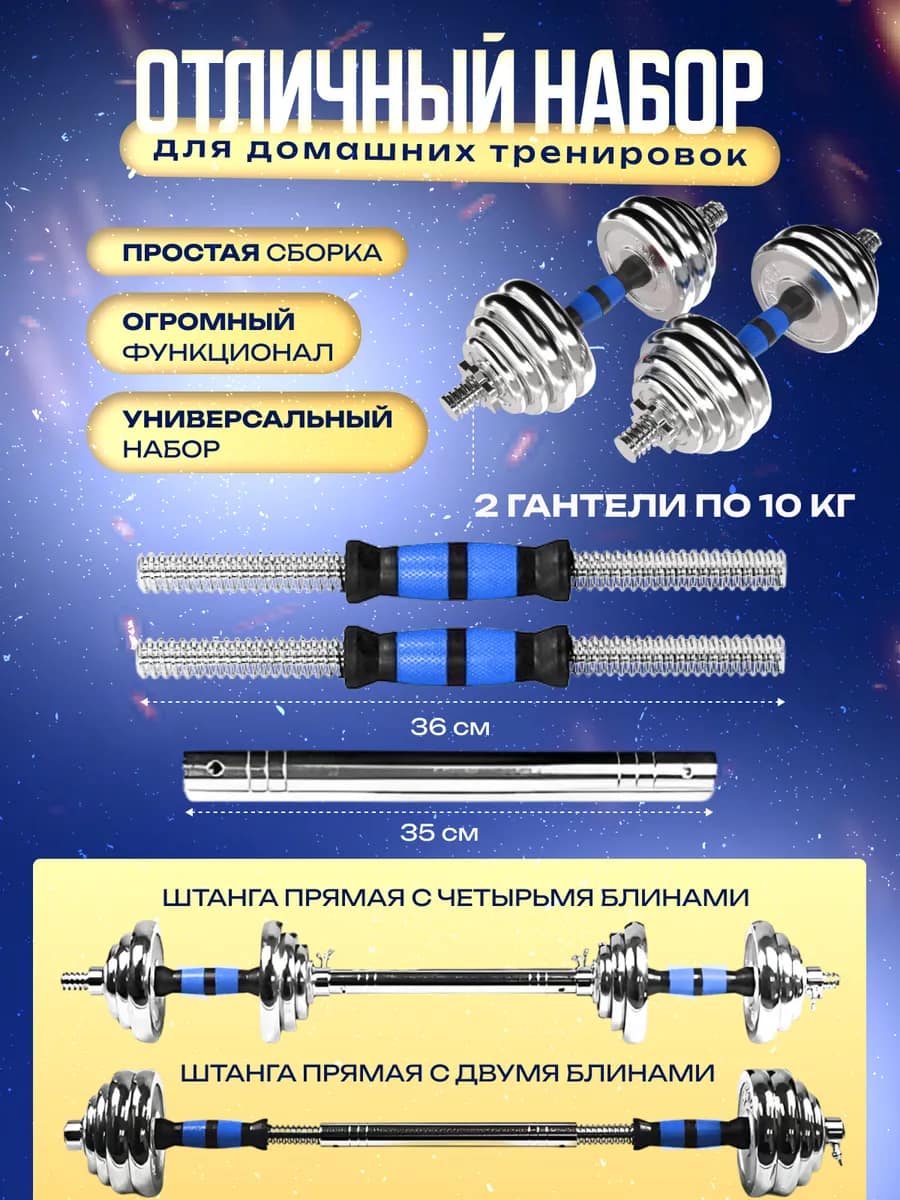 ОТЛИЧНЫЙ НАБОР
для домашних тренировок
ПРОСТАЯ СБОРКА
ОГРОМНЫЙ
ФУНКЦИОНАЛ
УНИВЕРСАЛЬНЫЙ
НАБОР
2 ГАНТЕЛИ ПО 10 КГ
36 см
35 см
ШТАНГА ПРЯМАЯ С ЧЕТЫРЬМЯ БЛИНАМИ
ШТАНГА ПРЯМАЯ С ДВУМЯ БЛИНАМИ